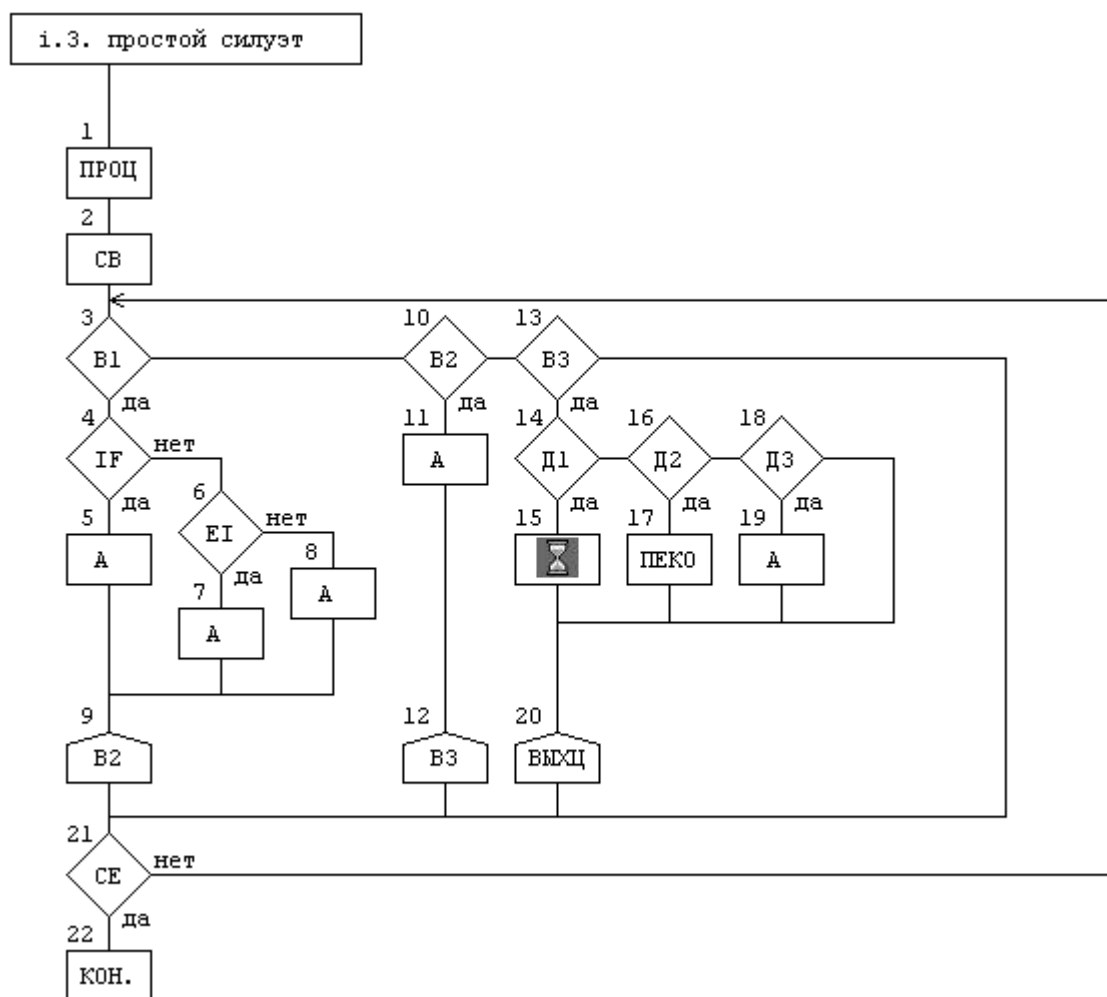 i.3. простой силуэт
1
ПРОЦ
2
СВ
3
В1
да
10
В2
да
13
В3
да
4
IF
нет
да
11
А
14
Д1
да
16
Д2
да
18
Д3
да
5
А
6
EI
нет
да
8
А
7
А
15
17
ПЕКО
19
А
9
В2
12
В3
20
ВЫХЦ
21
СЕ
нет
да
22
КОН.